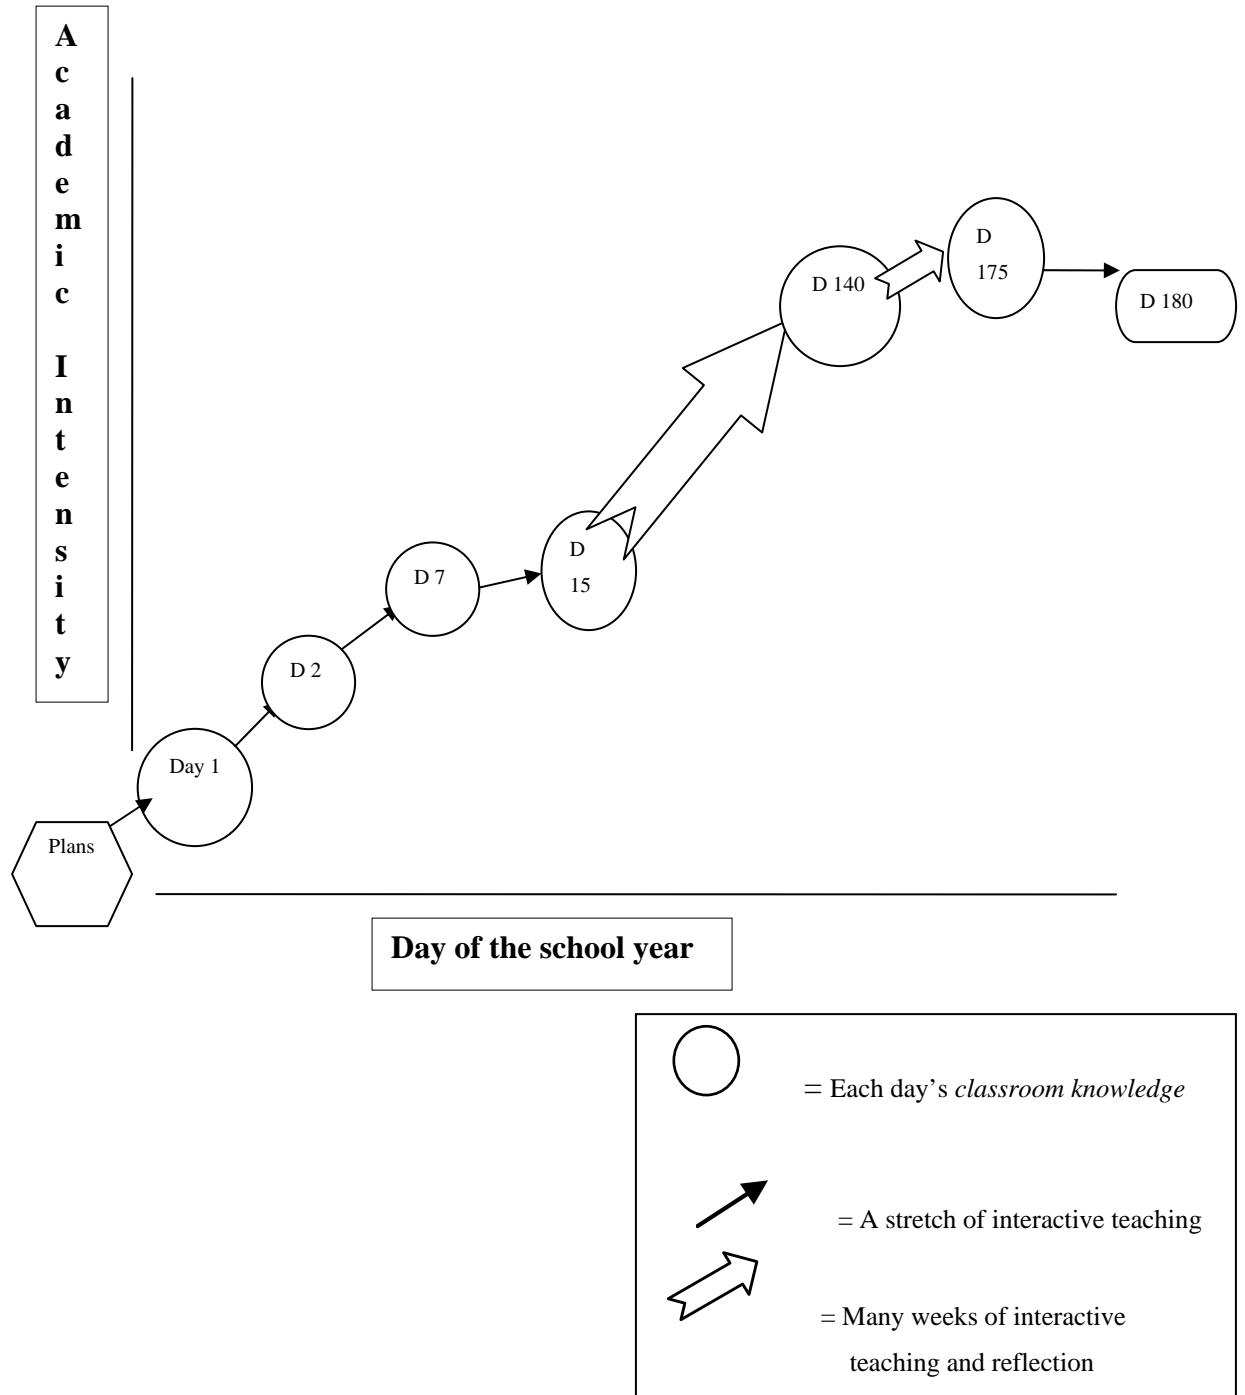 Academic Intensity
D
175
D 140
D 180
D 7
D
15
D 2
Day 1
Plans
Day of the school year
= Each day’s classroom knowledge
= A stretch of interactive teaching
= Many weeks of interactive
teaching and reflection